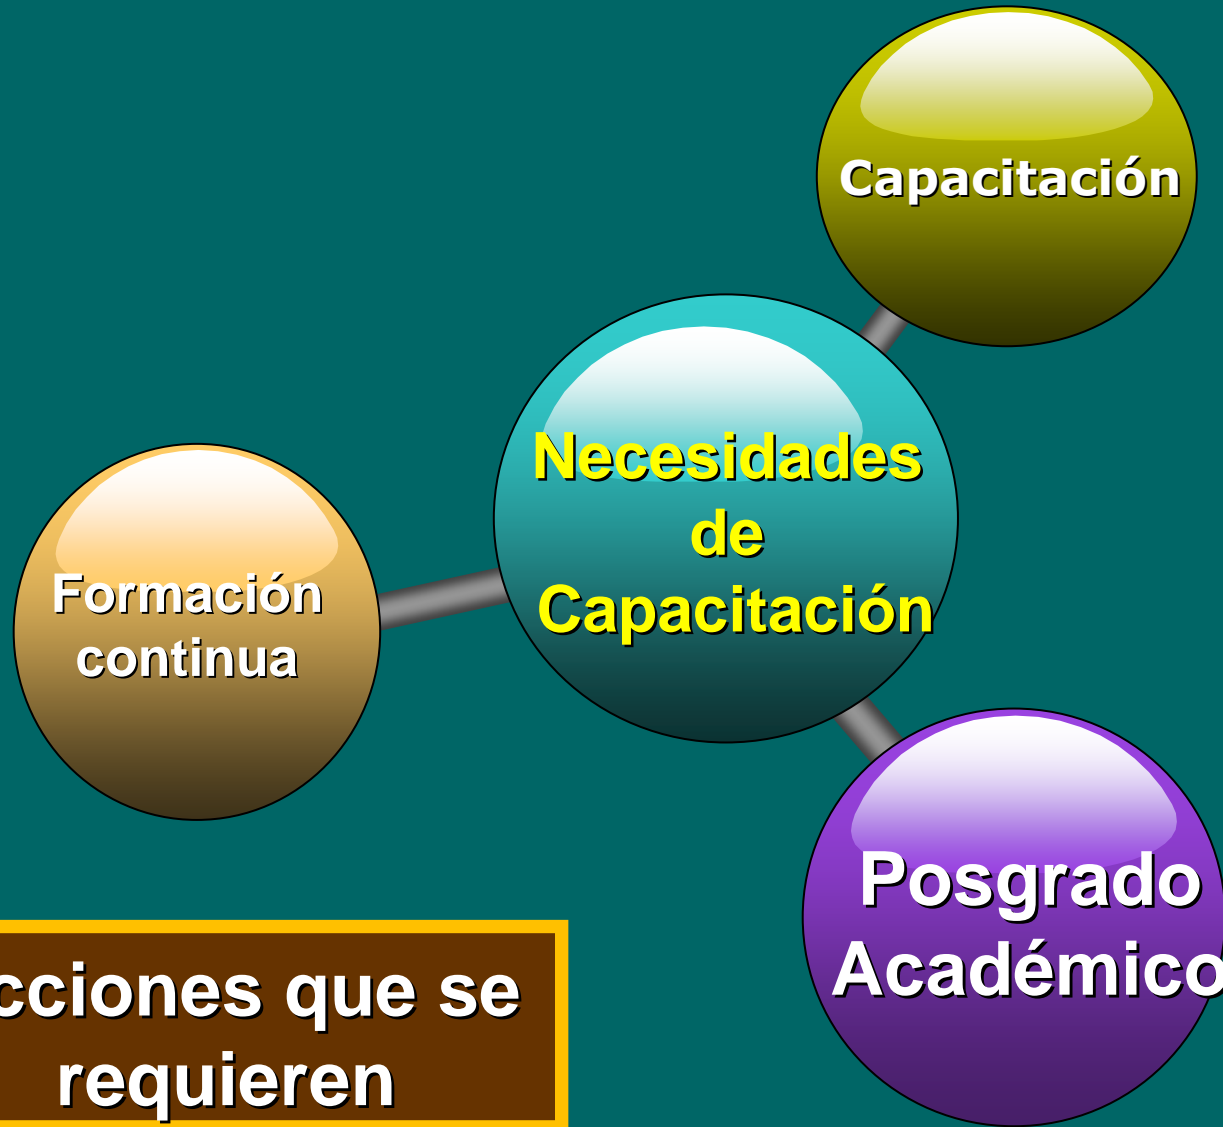 Capacitación
Necesidades
de
Capacitación
Formación
continua
Posgrado
Académico
cciones que se
requieren